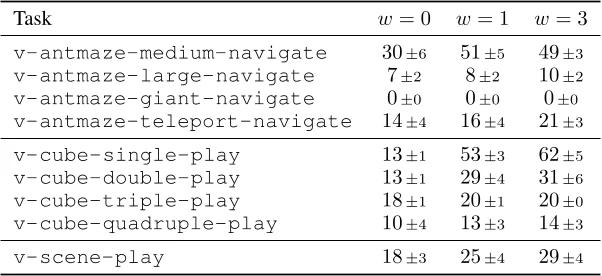 Task w = 0 w = 1 w = 3
v-antmaze-medium-navigate 30 ±6 51 ±5 49 ±3
v-antmaze-large-navigate 7 ±2 8 ±2 10 ±2
v-antmaze-giant-navigate 0 ±0 0 ±0 0 ±0
v-antmaze-teleport-navigate 14 ±4 16 ±4 21 ±3
v-cube-single-play 13 ±1 53 ±3 62 ±5
v-cube-double-play 13 ±1 29 ±4 31 ±6
v-cube-triple-play 18 ±1 20 ±1 20 ±0
v-cube-quadruple-play 10 ±4 13 ±3 14 ±3
v-scene-play 18 ±3 25 ±4 29 ±4